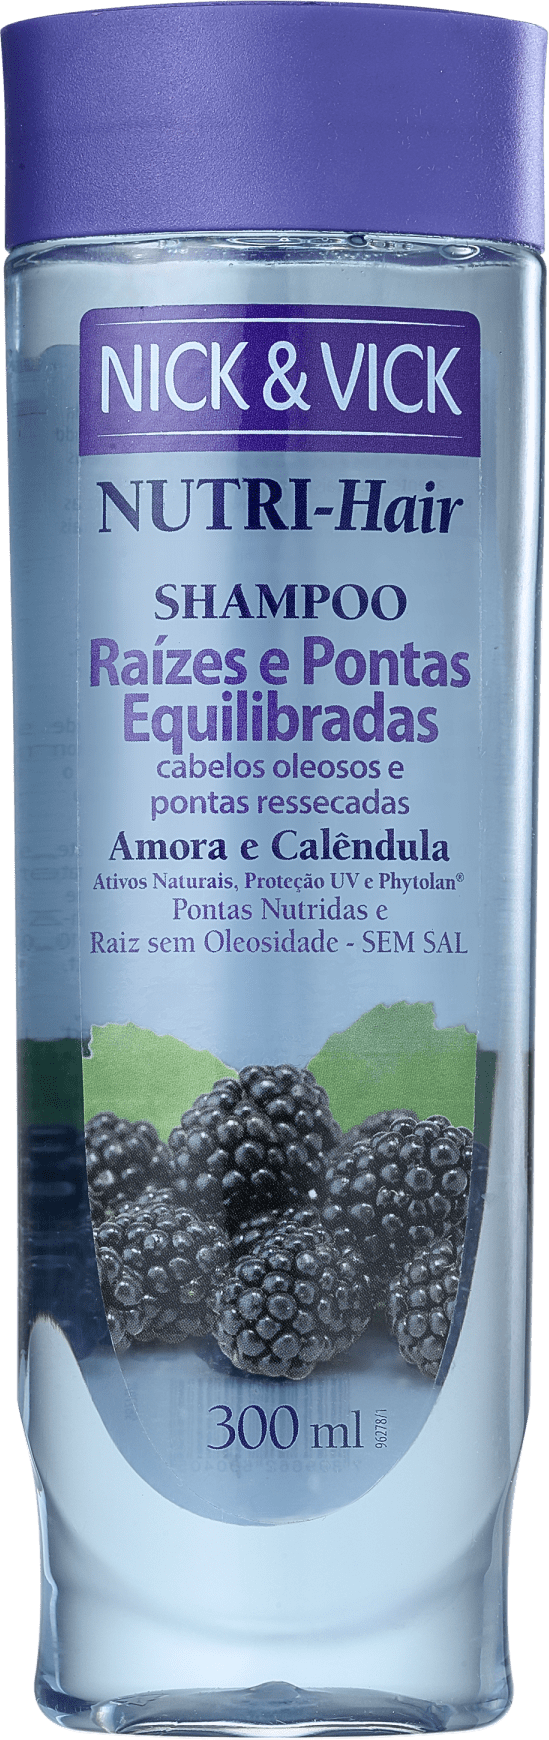 NICK & VICK
NUTRI-Hair
SHAMPOO
Raízes e Pontas
Equilibradas
cabelos oleosos e
pontas ressecadas
Amora e Calêndula
Ativos Naturais, Proteção UV e Phytolan®
Pontas Nutridas e
Raiz sem Oleosidade - SEM SAL
300 ml
96278/1